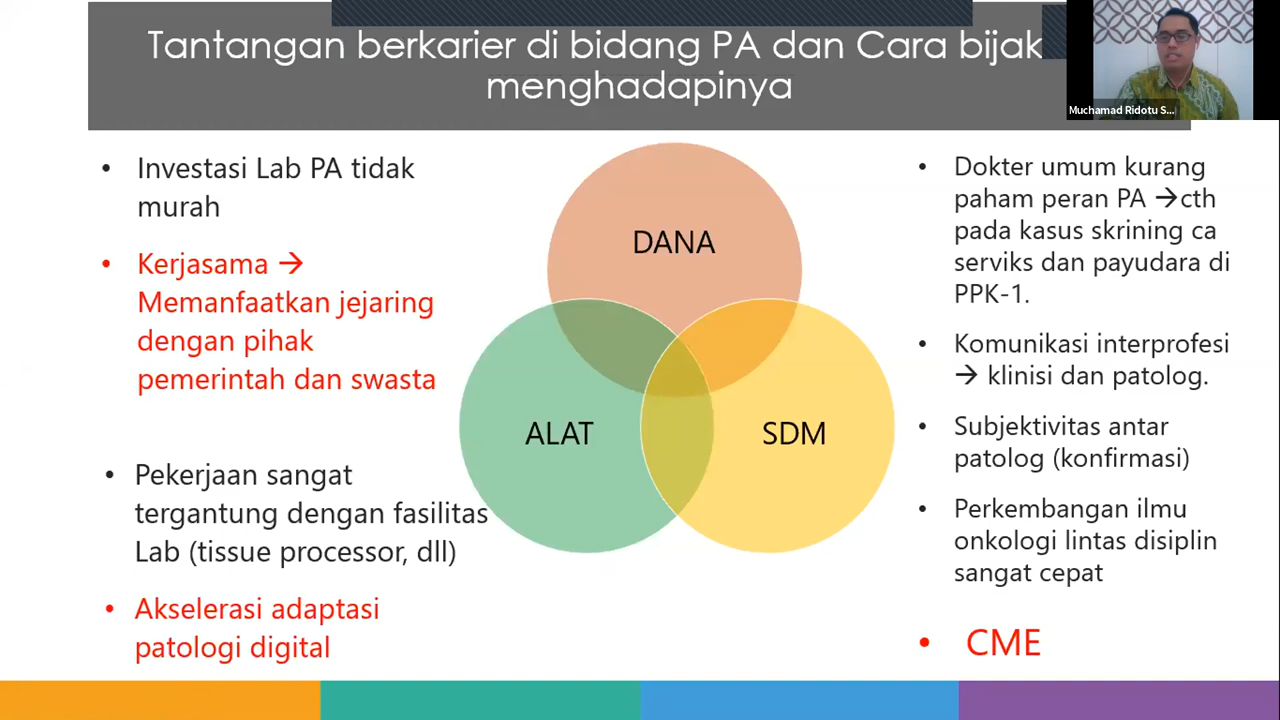 Tantangan berkarier di bidang PA dan Cara bijak
menghadapinya
Muchamad Ridotu S...
• Investasi Lab PA tidak
murah
• Kerjasama →
Memanfaatkan jejaring
dengan pihak
pemerintah dan swasta
• Pekerjaan sangat
tergantung dengan fasilitas
Lab (tissue processor, dll)
• Akselerasi adaptasi
patologi digital
DANA
ALAT
SDM
• Dokter umum kurang
paham peran PA →cth
pada kasus skrining ca
serviks dan payudara di
PPK-1.
• Komunikasi interprofesi
→ klinisi dan patolog.
• Subjektivitas antar
patolog (konfirmasi)
• Perkembangan ilmu
onkologi lintas disiplin
sangat cepat
• CME